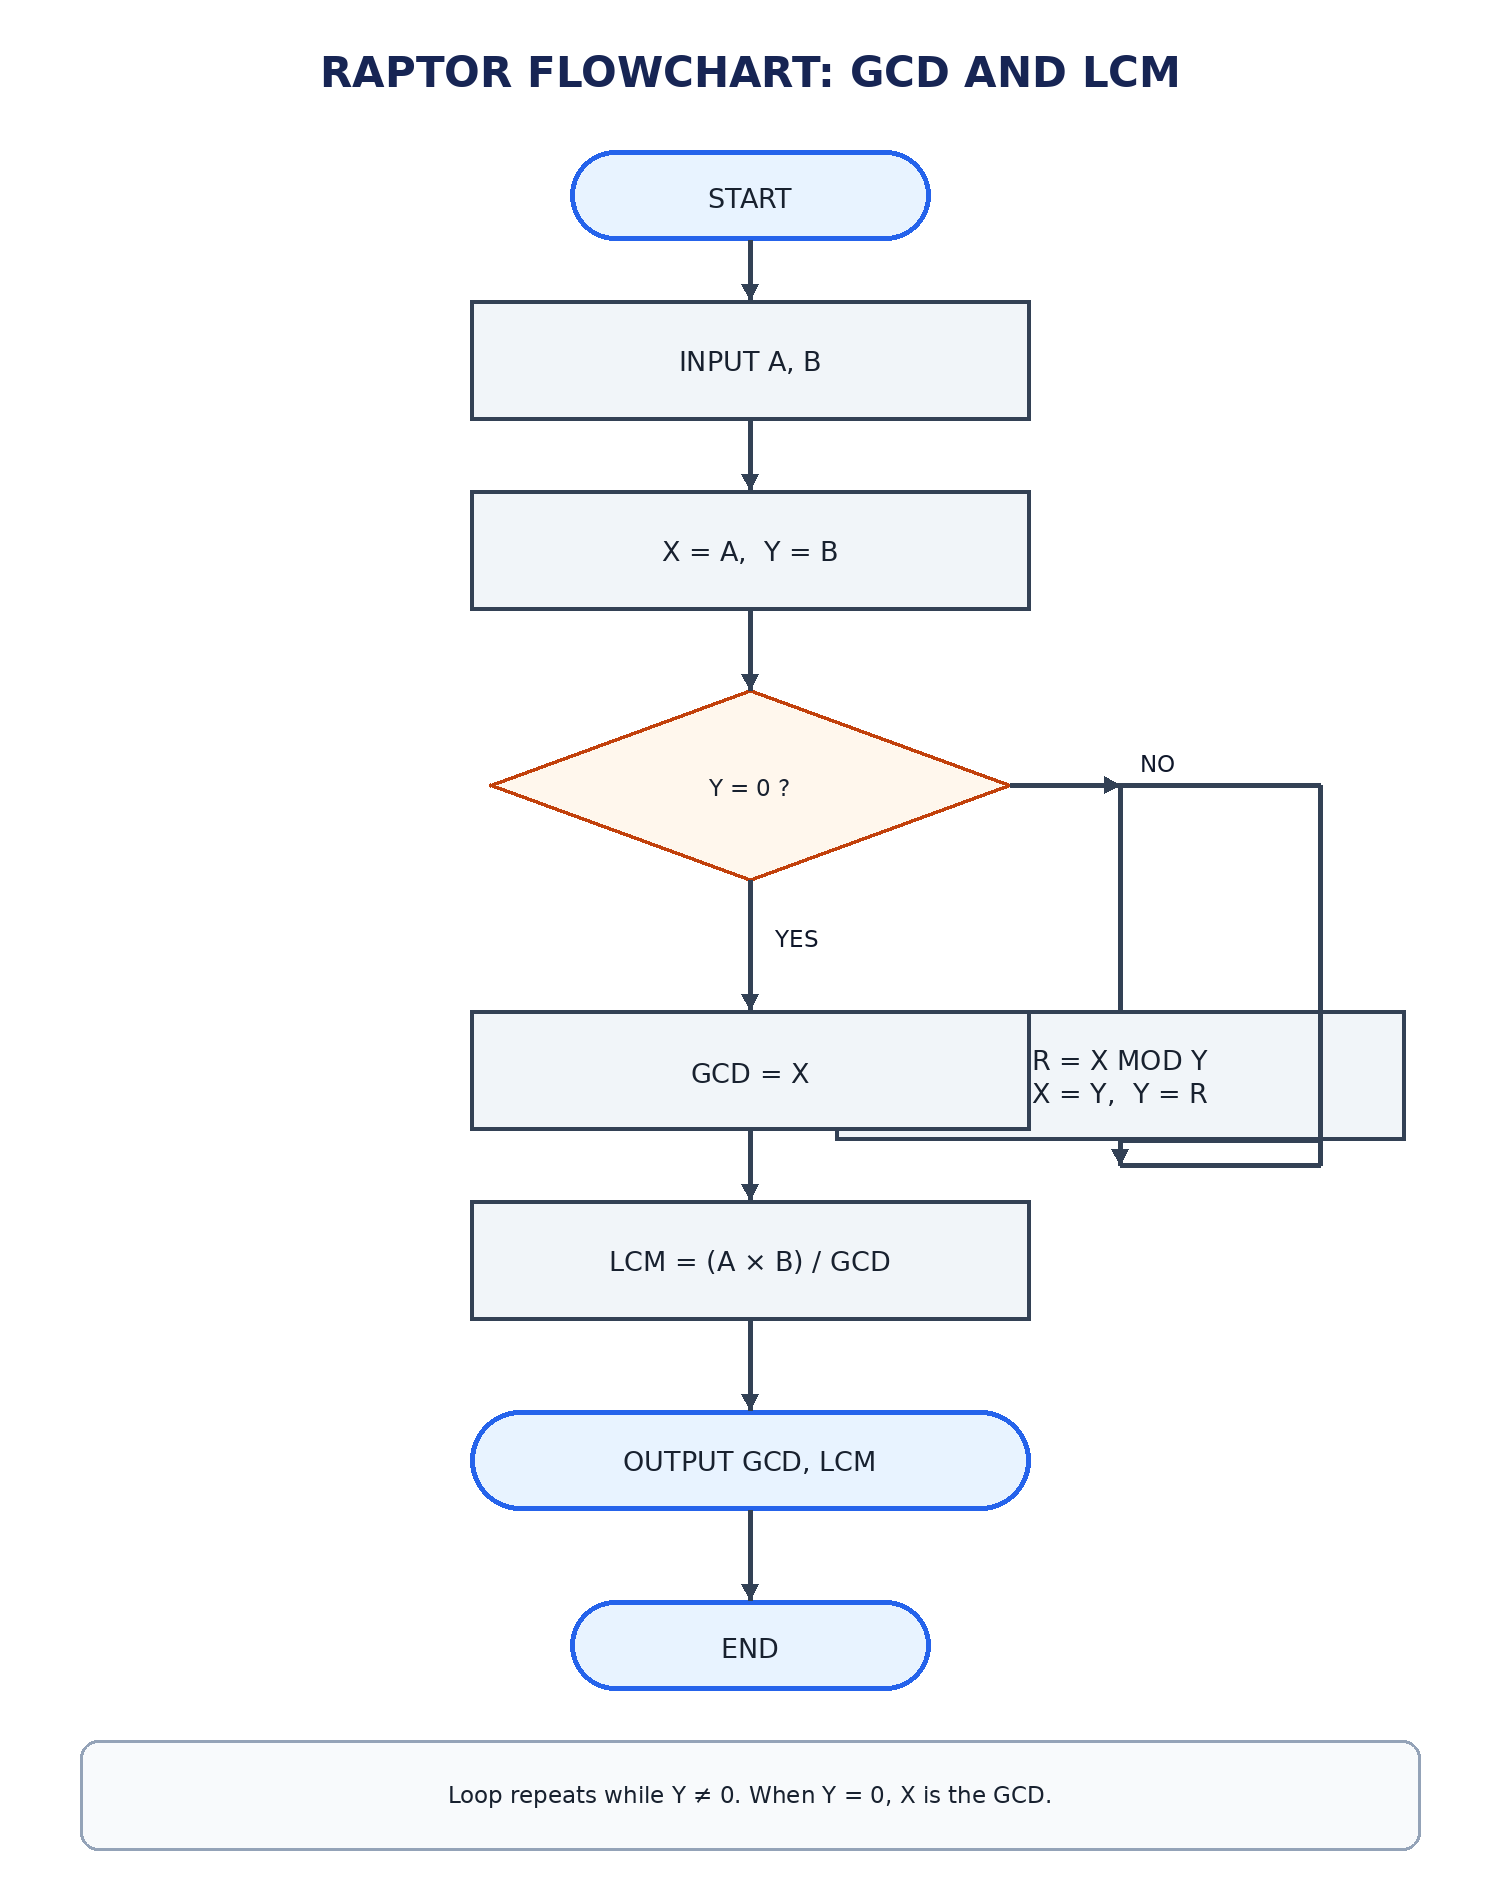 RAPTOR FLOWCHART: GCD AND LCM
START
INPUT A, B
X = A,  Y = B
Y = 0 ?
NO
YES
GCD = X
R = X MOD Y
X = Y,  Y = R
LCM = (A × B) / GCD
OUTPUT GCD, LCM
END
Loop repeats while Y ≠ 0. When Y = 0, X is the GCD.